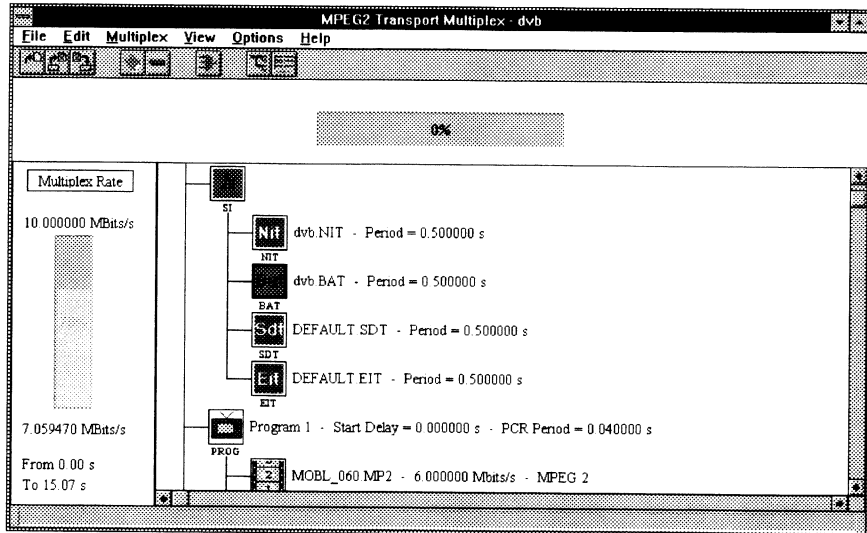 MPEG2 Transport Multiplex - dvb
File Edit Multiplex View Options Help
0%
Multiplex Rate
10.000000 MBits/s
7.059470 MBits/s
From 0.00 s
To 15.07 s
SI
Nit dvb.NIT - Period = 0.500000 s
NIT
dvb.BAT - Period = 0.500000 s
BAT
Sdt DEFAULT SDT - Period = 0.500000 s
SDT
Eit DEFAULT EIT - Period = 0.500000 s
EIT
Program 1 - Start Delay = 0.000000 s - PCR Period = 0.040000 s
PROG
2 MOBL_060.MP2 - 6.000000 Mbits/s - MPEG 2